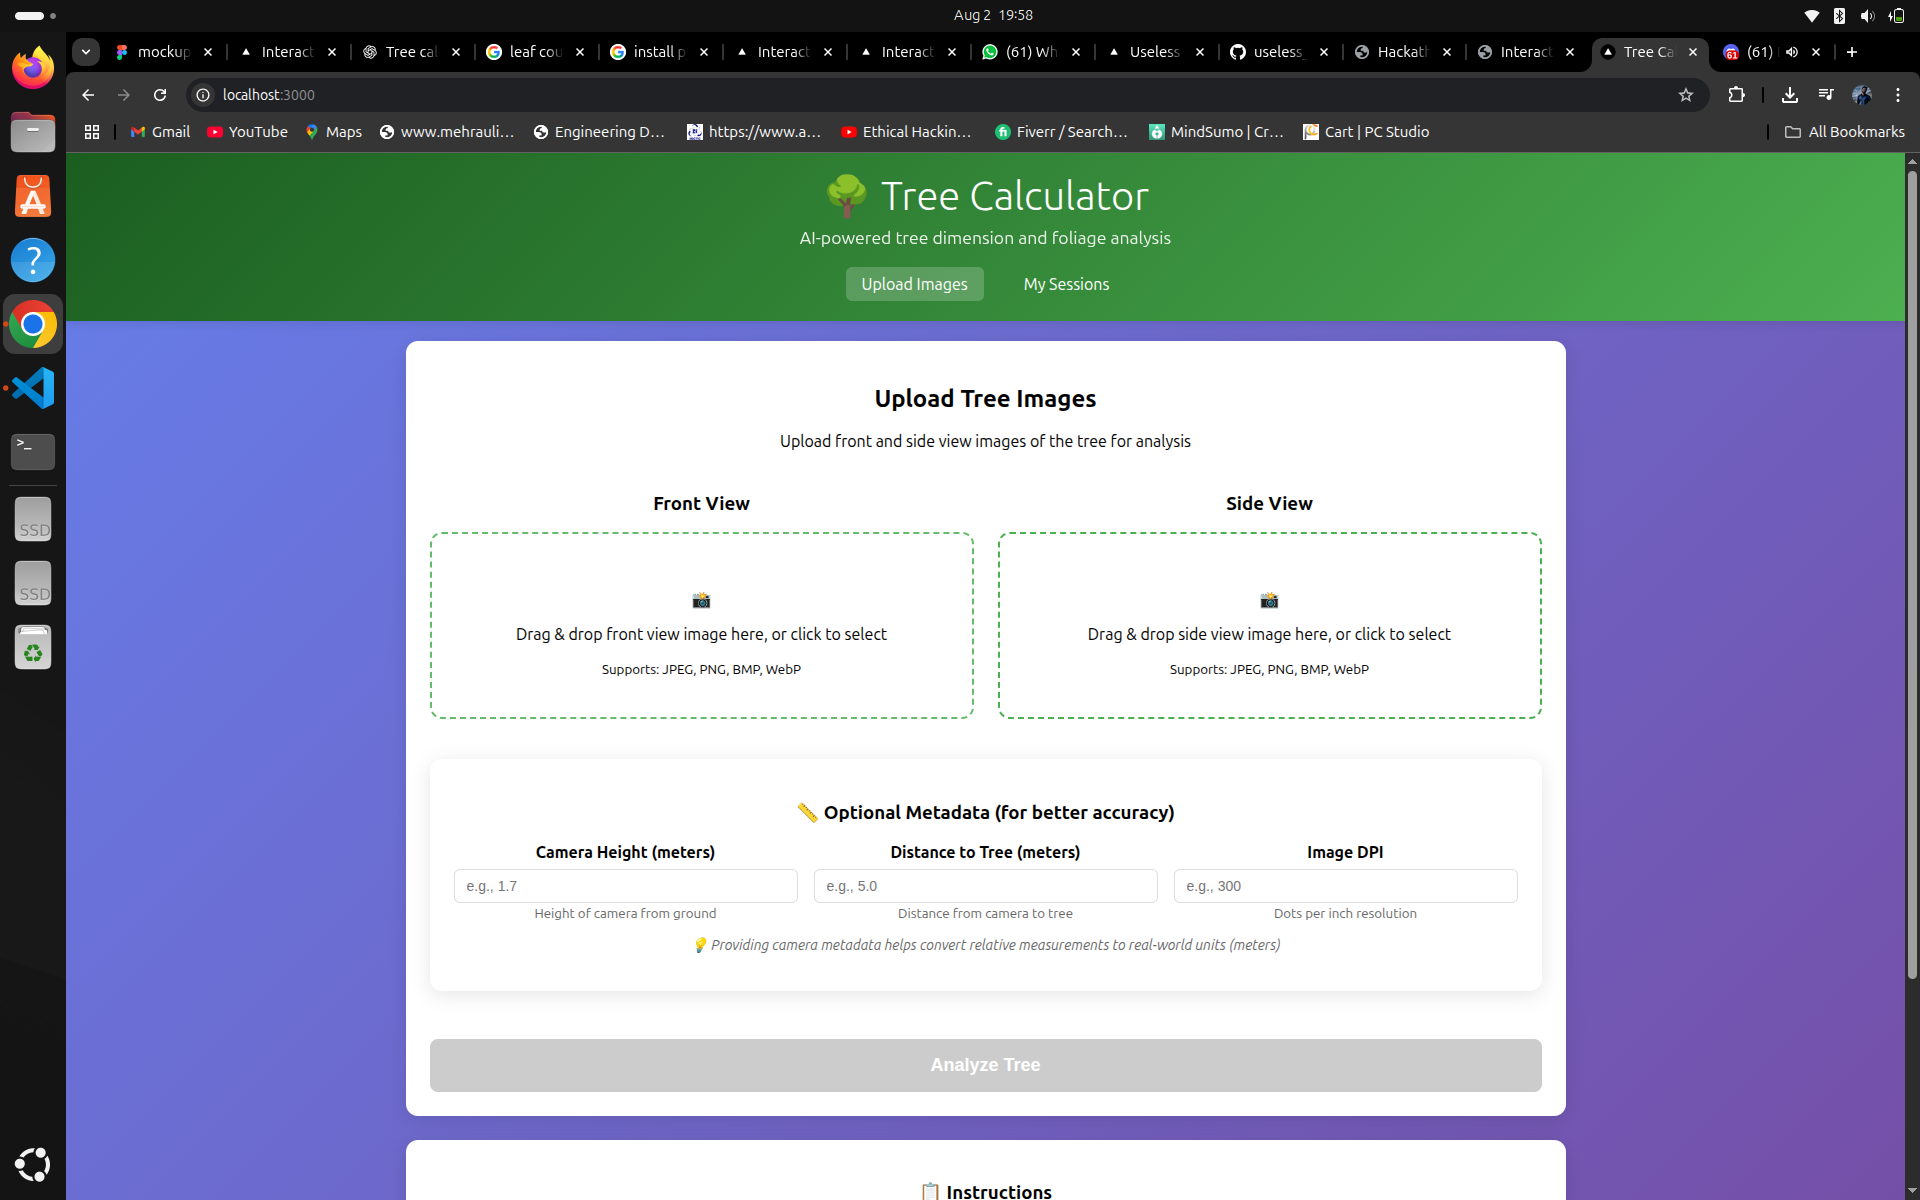 Aug 2 19:58
mockup
Interact
Tree cal
leaf cou
install p
Interact
Interact
(61) Wh
Useless
useless_
Hackath
Interact
Tree Ca
(61)
localhost:3000
Gmail
YouTube
Maps
www.mehrauli...
Engineering D...
https://www.a...
Ethical Hackin...
Fiverr / Search...
MindSumo | Cr...
Cart | PC Studio
All Bookmarks
Tree Calculator
AI-powered tree dimension and foliage analysis
Upload Images
My Sessions
Upload Tree Images
Upload front and side view images of the tree for analysis
Front View
Side View
Drag & drop front view image here, or click to select
Drag & drop side view image here, or click to select
Supports: JPEG, PNG, BMP, WebP
Supports: JPEG, PNG, BMP, WebP
Optional Metadata (for better accuracy)
Camera Height (meters)
Distance to Tree (meters)
Image DPI
e.g., 1.7
e.g., 5.0
e.g., 300
Height of camera from ground
Distance from camera to tree
Dots per inch resolution
Providing camera metadata helps convert relative measurements to real-world units (meters)
Analyze Tree
Instructions
SSD
SSD